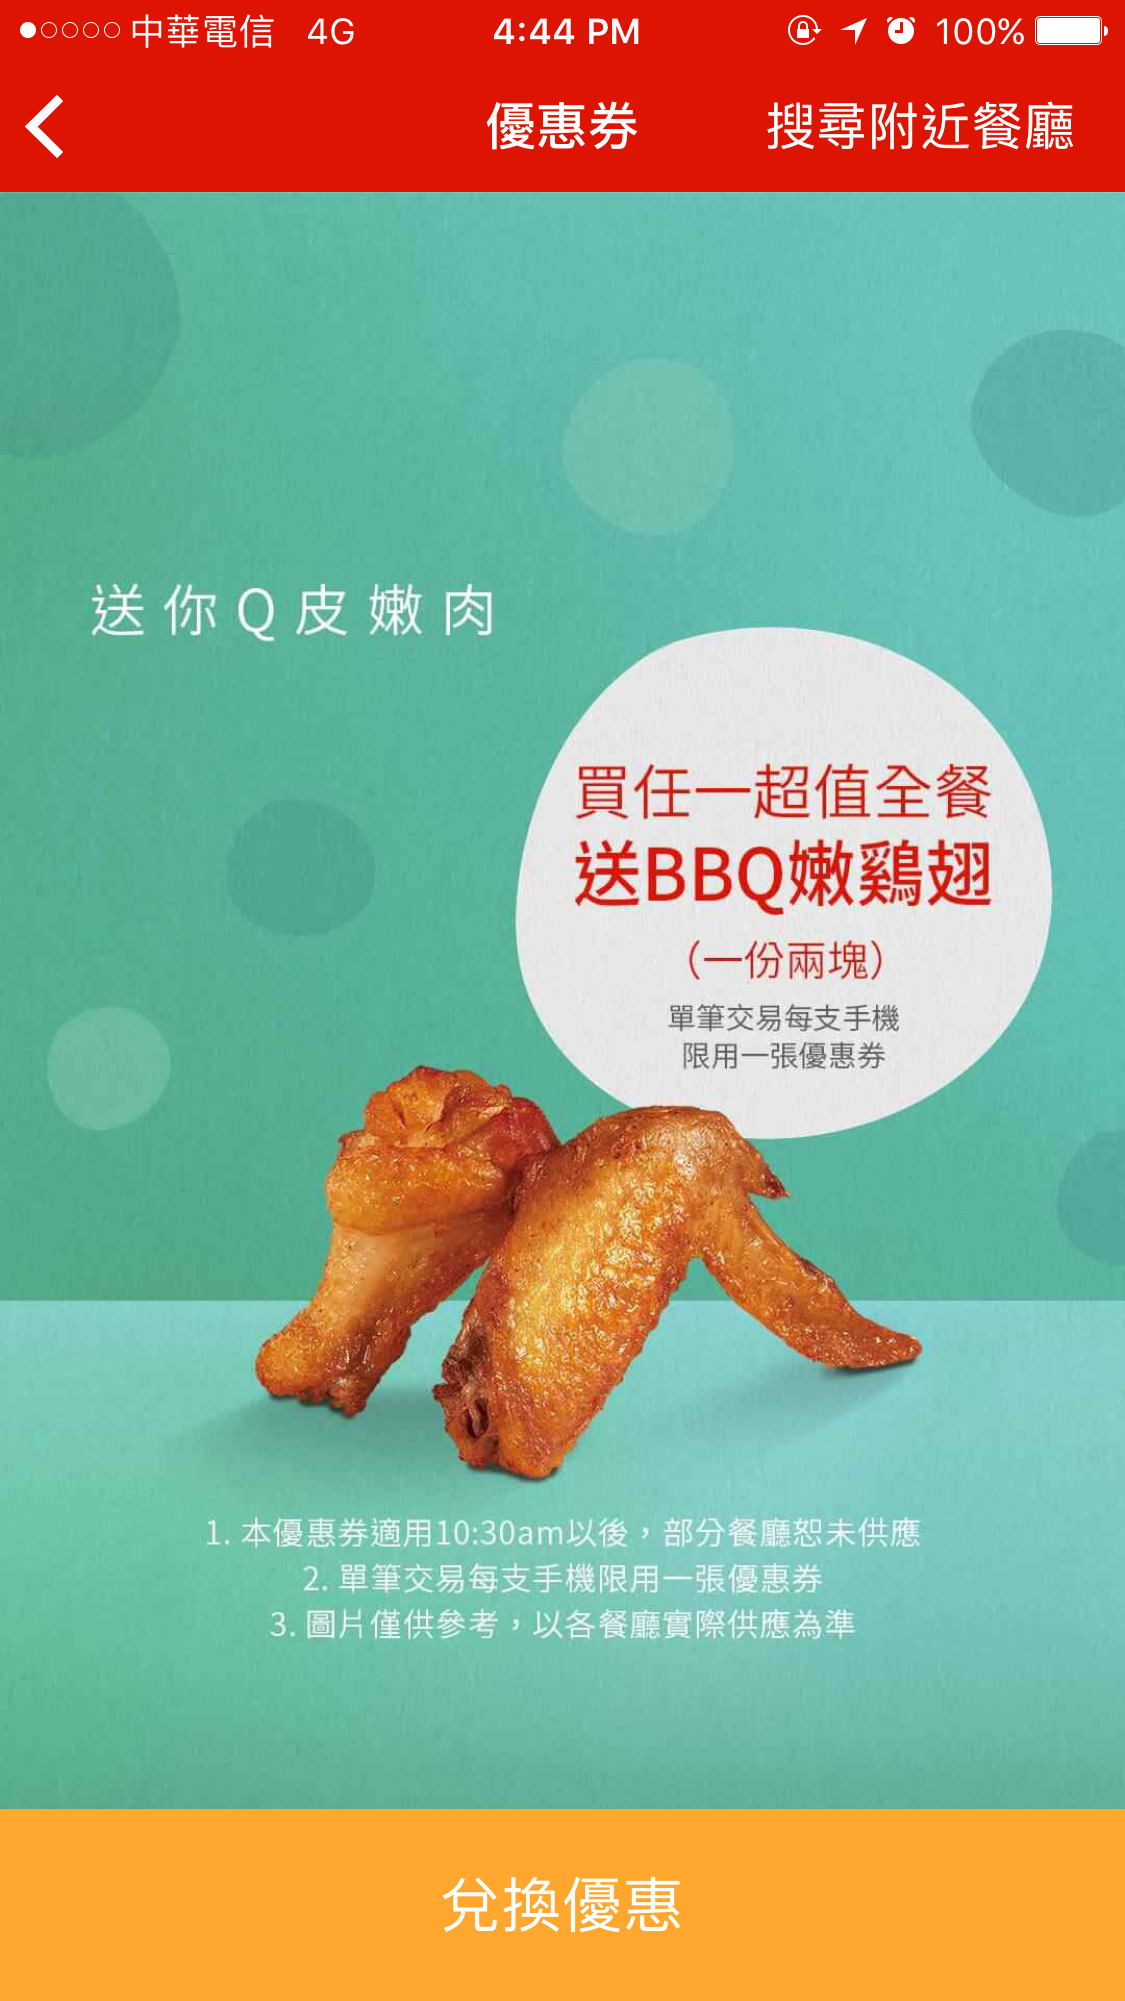 中華電信 4G 4:44 PM 100%
優惠券 搜尋附近餐廳
送你Q皮嫩肉
買任一超值全餐
送BBQ嫩鷄翅
（一份兩塊）
單筆交易每支手機
限用一張優惠券
1. 本優惠券適用10:30am以後，部分餐廳恕未供應
2. 單筆交易每支手機限用一張優惠券
3. 圖片僅供參考，以各餐廳實際供應為準
兌換優惠